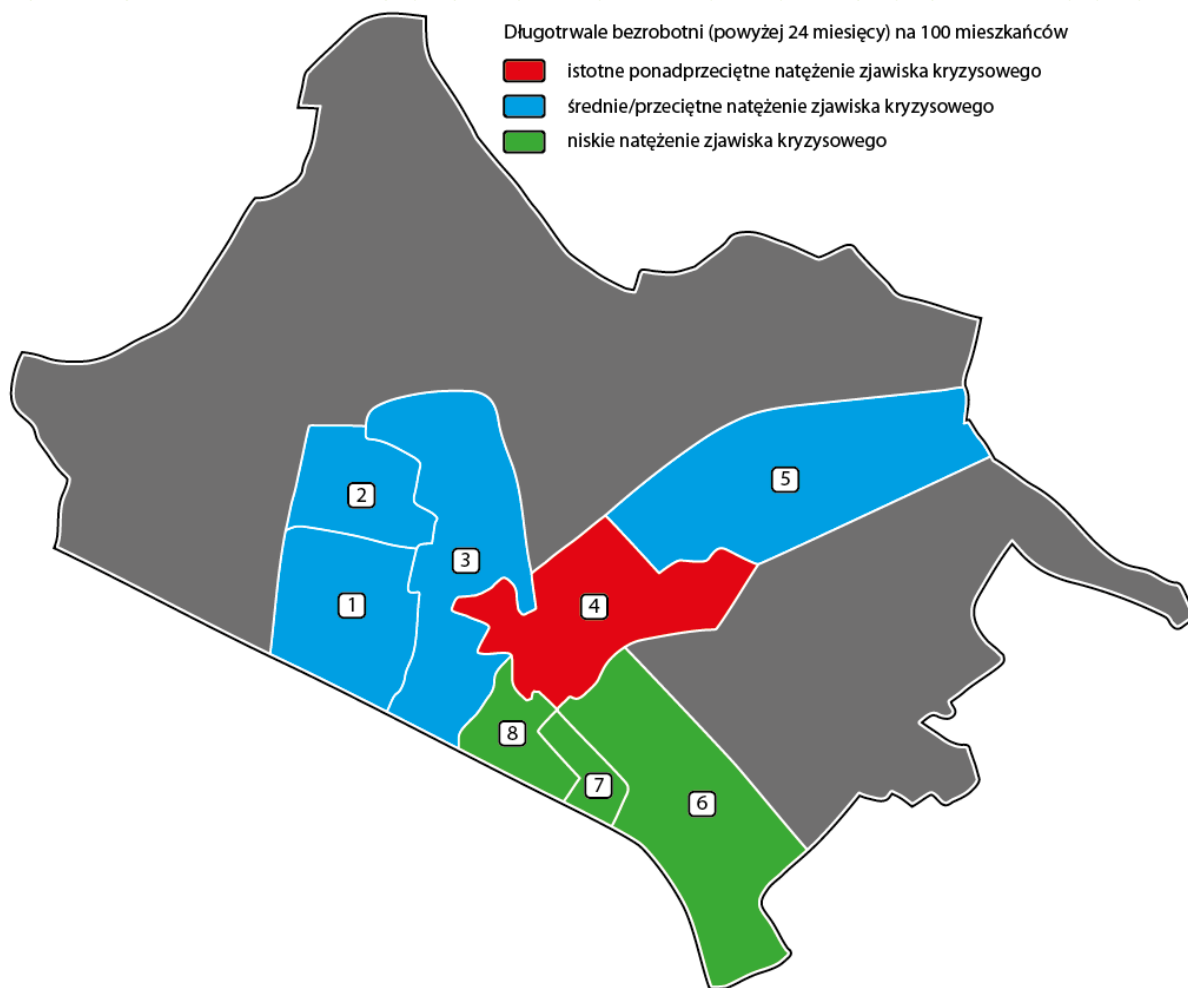 Długotrwale bezrobotni (powyżej 24 miesięcy) na 100 mieszkańców
istotne ponadprzeciętne natężenie zjawiska kryzysowego
średnie/przeciętne natężenie zjawiska kryzysowego
niskie natężenie zjawiska kryzysowego
5
2
3
1
4
8
7
6